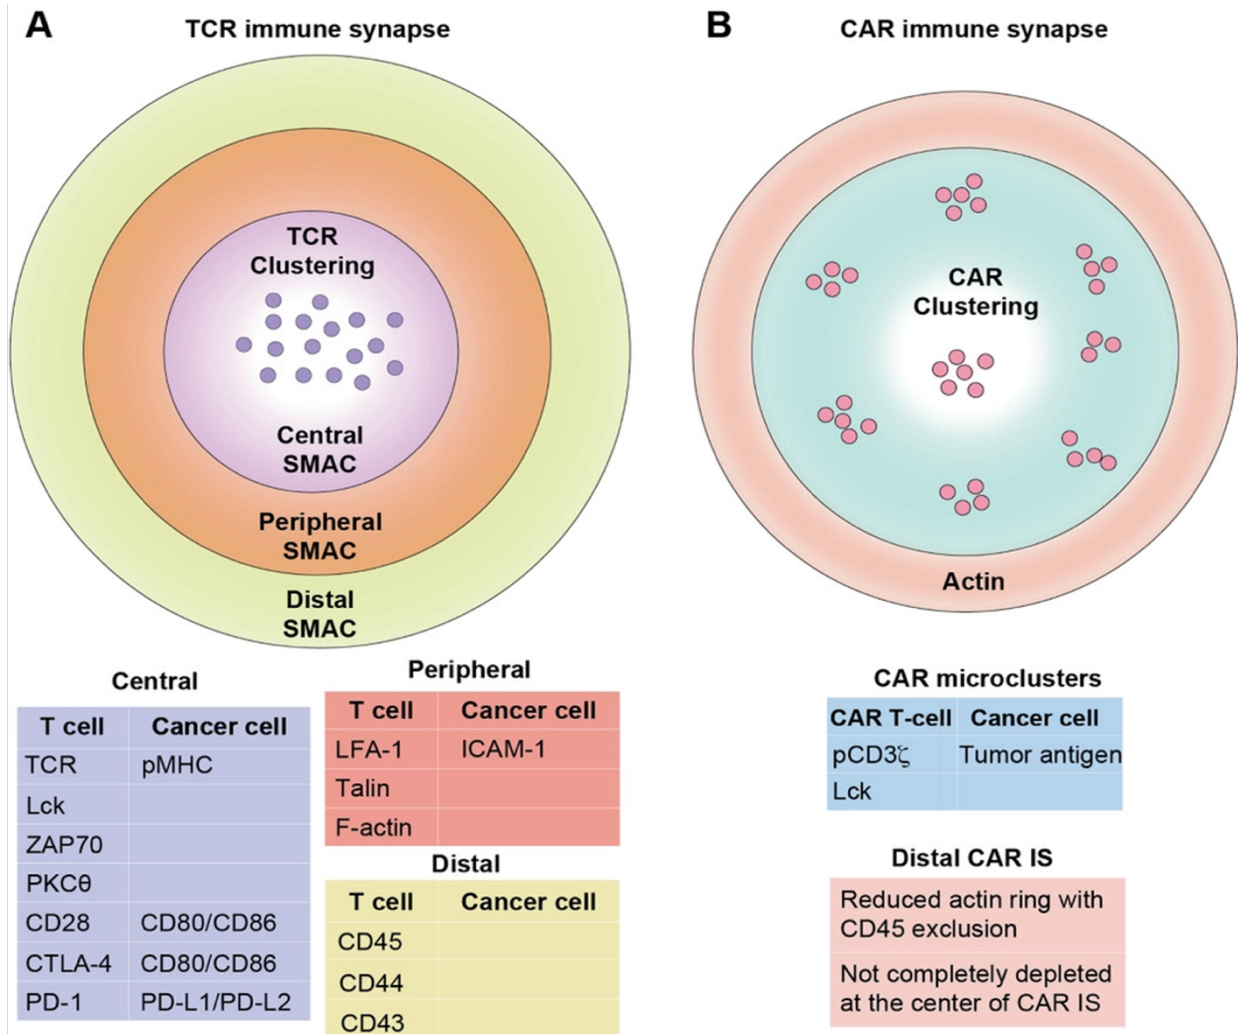 A
TCR immune synapse
TCR
Clustering
Central
SMAC
Peripheral
SMAC
Distal
SMAC
Central
T cell Cancer cell
TCR pMHC
Lck
ZAP70
PKCθ
CD28 CD80/CD86
CTLA-4 CD80/CD86
PD-1 PD-L1/PD-L2
Peripheral
T cell Cancer cell
LFA-1 ICAM-1
Talin
F-actin
Distal
T cell Cancer cell
CD45
CD44
CD43
B
CAR immune synapse
CAR
Clustering
Actin
CAR microclusters
CAR T-cell Cancer cell
pCD3ζ Tumor antigen
Lck
Distal CAR IS
Reduced actin ring with
CD45 exclusion
Not completely depleted
at the center of CAR IS